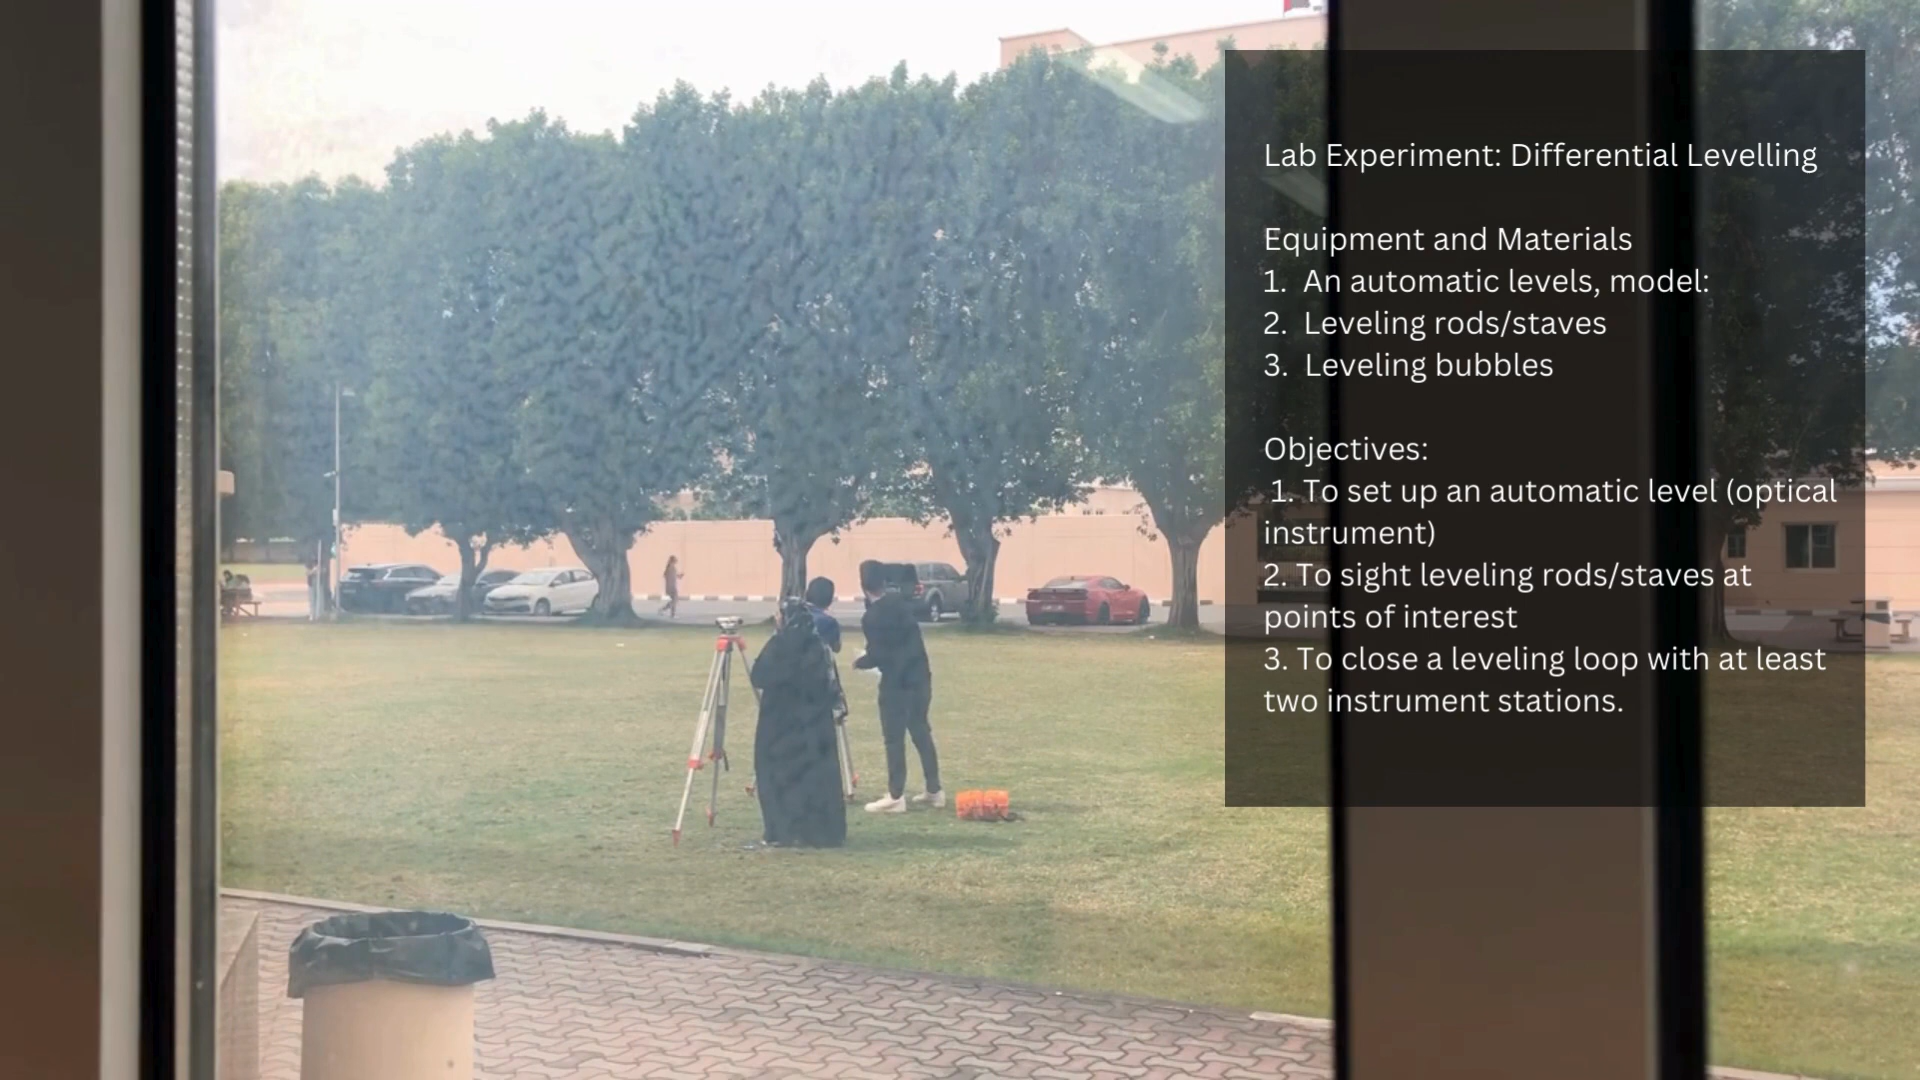 Lab Experiment: Differential Levelling
Equipment and Materials
1. An automatic levels, model:
2. Leveling rods/staves
3. Leveling bubbles
Objectives:
1. To set up an automatic level (optical
instrument)
2. To sight leveling rods/staves at
points of interest
3. To close a leveling loop with at least
two instrument stations.